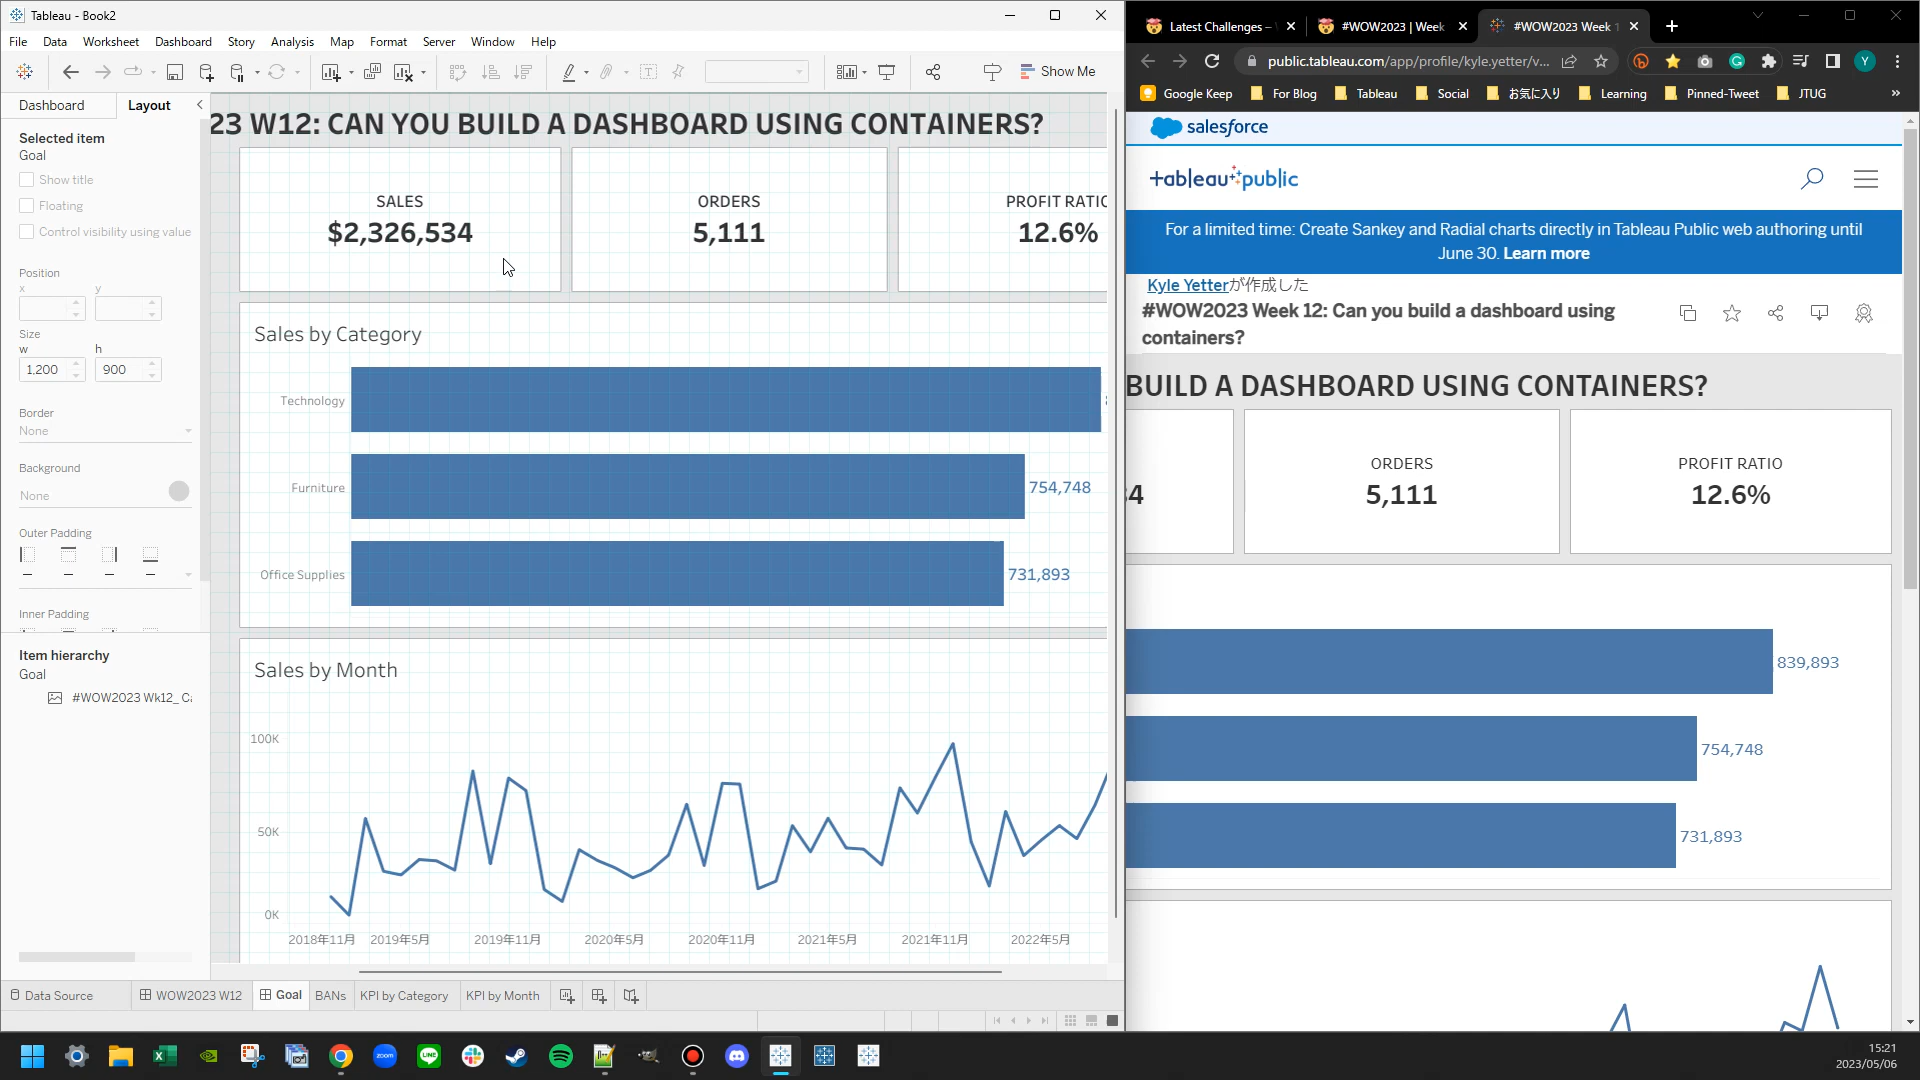 Tableau - Book2
File Data Worksheet Dashboard Story Analysis Map Format Server Window Help
Show Me
Dashboard Layout
Selected item
Goal
Show title
Floating
Control visibility using value
Position
x y
Size
w h
1,200 900
Border
None
Background
None
Outer Padding
Inner Padding
Item hierarchy
Goal
#WOW2023 Wk12_ Ca
23 W12: CAN YOU BUILD A DASHBOARD USING CONTAINERS?
SALES
$2,326,534
ORDERS
5,111
PROFIT RATIO
12.6%
Sales by Category
Technology
Furniture
754,748
Office Supplies
731,893
Sales by Month
100K
50K
0K
2018年11月 2019年5月 2019年11月 2020年5月 2020年11月 2021年5月 2021年11月 2022年5月
Data Source WOW2023 W12 Goal BANs KPI by Category KPI by Month
Latest Challenges – #WOW2023 | Week #WOW2023 Week 1
public.tableau.com/app/profile/kyle.yetter/v...
Y
Google Keep For Blog Tableau Social お気に入り Learning Pinned-Tweet JTUG »
salesforce
tableau public
For a limited time: Create Sankey and Radial charts directly in Tableau Public web authoring until
June 30. Learn more
Kyle Yetterが作成した
#WOW2023 Week 12: Can you build a dashboard using
containers?
BUILD A DASHBOARD USING CONTAINERS?
34
ORDERS
5,111
PROFIT RATIO
12.6%
839,893
754,748
731,893
zoom
LINE
15:21
2023/05/06